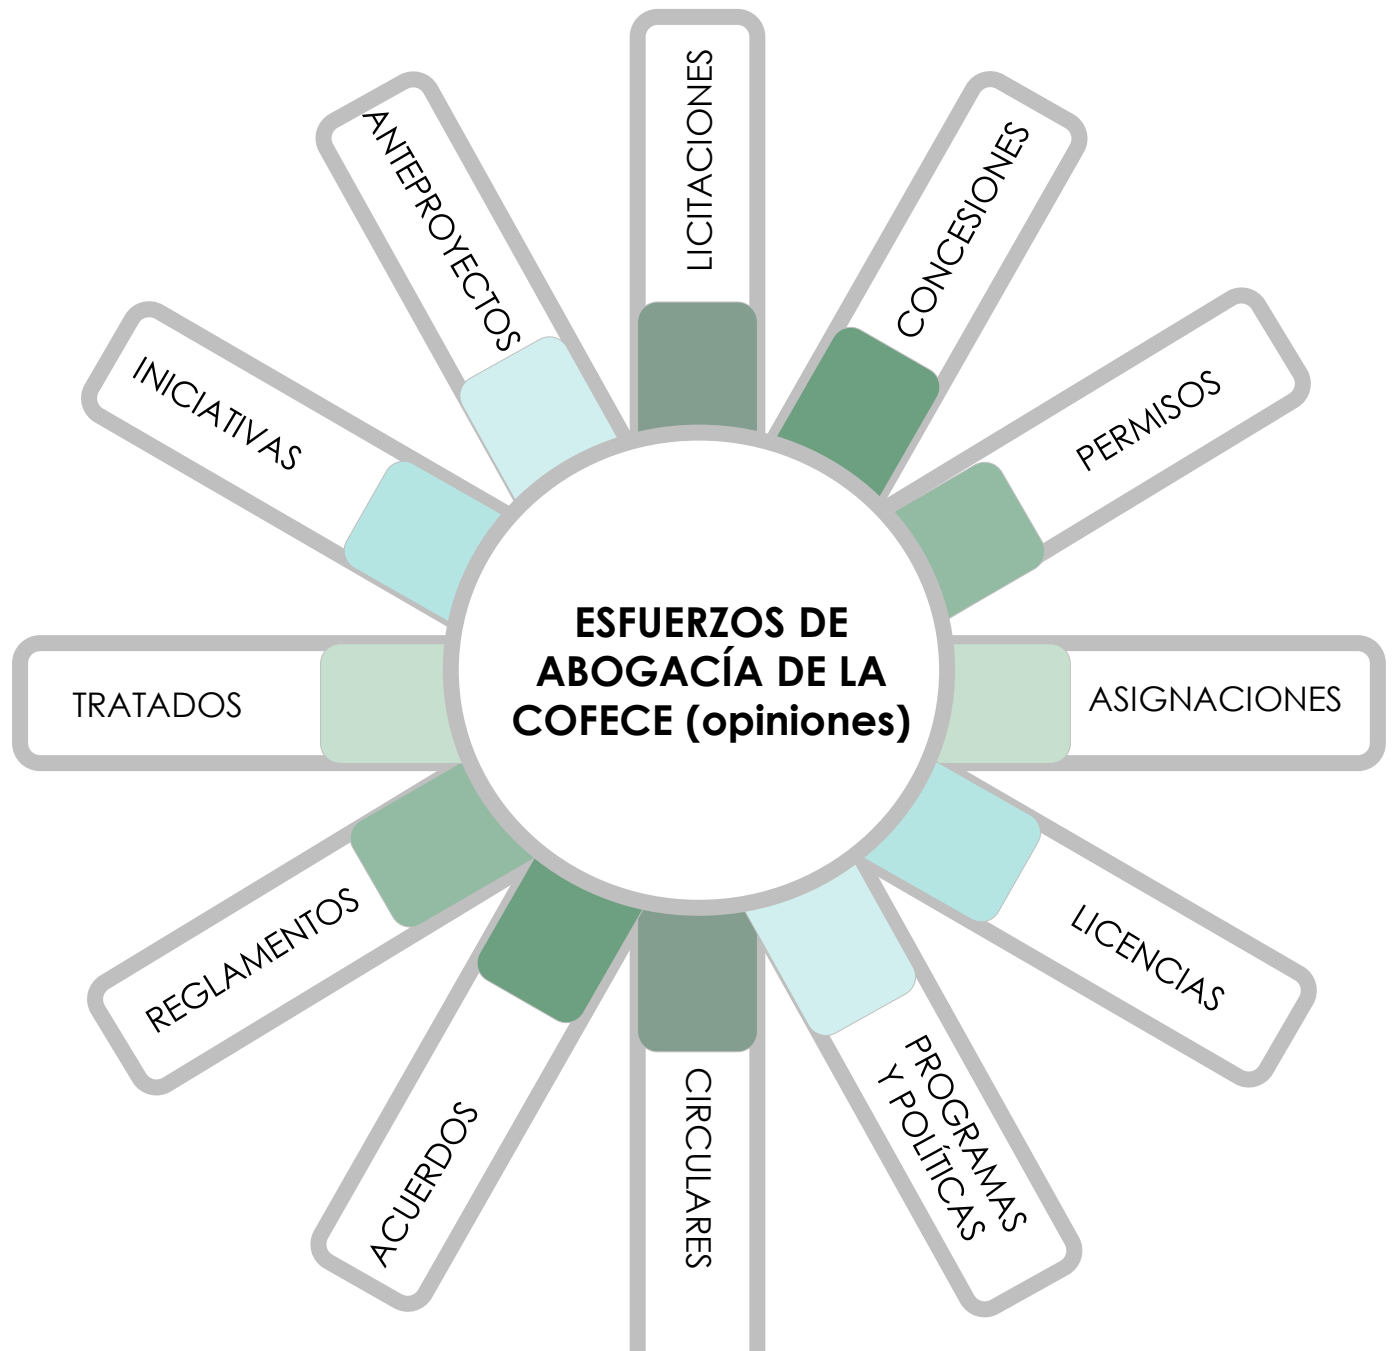 LICITACIONES
CONCESIONES
PERMISOS
ASIGNACIONES
LICENCIAS
PROGRAMAS
Y POLÍTICAS
CIRCULARES
ACUERDOS
REGLAMENTOS
TRATADOS
INICIATIVAS
ANTEPROYECTOS
ESFUERZOS DE
ABOGACÍA DE LA
COFECE (opiniones)